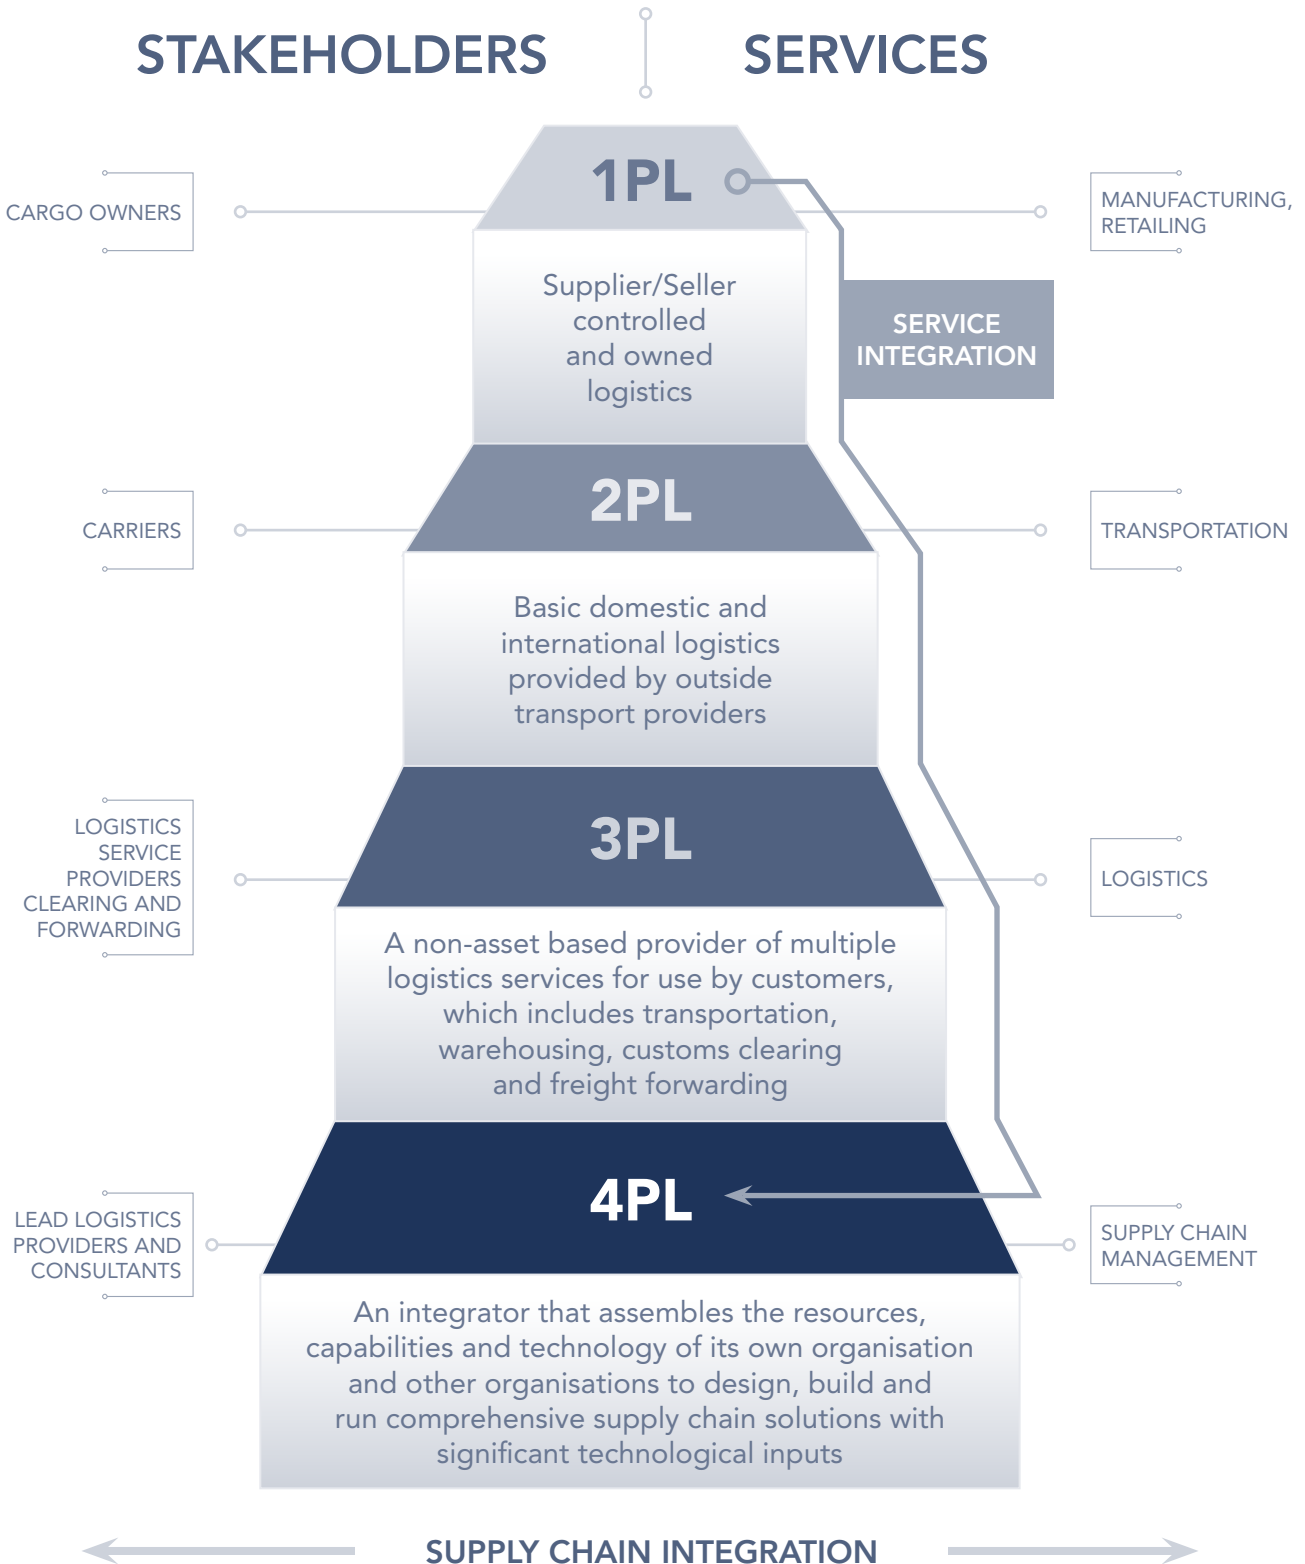 STAKEHOLDERS
SERVICES
1PL
CARGO OWNERS
MANUFACTURING,
RETAILING
Supplier/Seller
controlled
and owned
logistics
SERVICE
INTEGRATION
2PL
CARRIERS
TRANSPORTATION
Basic domestic and
international logistics
provided by outside
transport providers
3PL
LOGISTICS
SERVICE
PROVIDERS
CLEARING AND
FORWARDING
LOGISTICS
A non-asset based provider of multiple
logistics services for use by customers,
which includes transportation,
warehousing, customs clearing
and freight forwarding
4PL
LEAD LOGISTICS
PROVIDERS AND
CONSULTANTS
SUPPLY CHAIN
MANAGEMENT
An integrator that assembles the resources,
capabilities and technology of its own organisation
and other organisations to design, build and
run comprehensive supply chain solutions with
significant technological inputs
SUPPLY CHAIN INTEGRATION